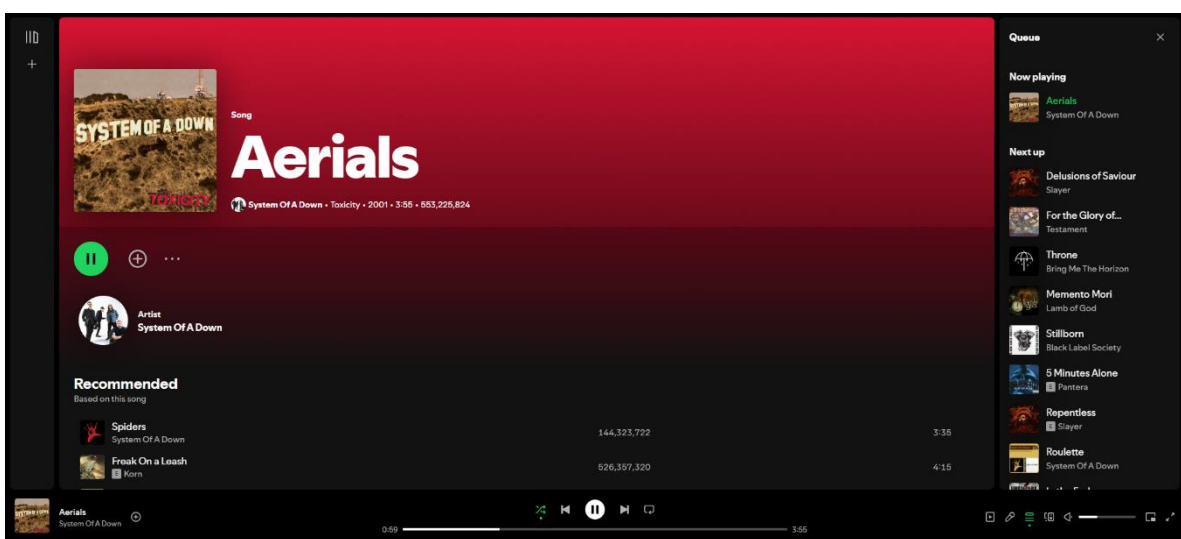 SYSTEM OF A DOWN
TOXICITY
Song
Aerials
System Of A Down • Toxicity • 2001 • 3:55 • 553,225,824
Artist
System Of A Down
Recommended
Based on this song
Spiders
System Of A Down
144,323,722
3:35
Freak On a Leash
E Korn
526,357,320
4:15
Queue
Now playing
Aerials
System Of A Down
Next up
Delusions of Saviour
Slayer
For the Glory of...
Testament
Throne
Bring Me The Horizon
Memento Mori
Lamb of God
Stillborn
Black Label Society
5 Minutes Alone
E Pantera
Repentless
E Slayer
Roulette
System Of A Down
Aerials
System Of A Down
0:59
3:55